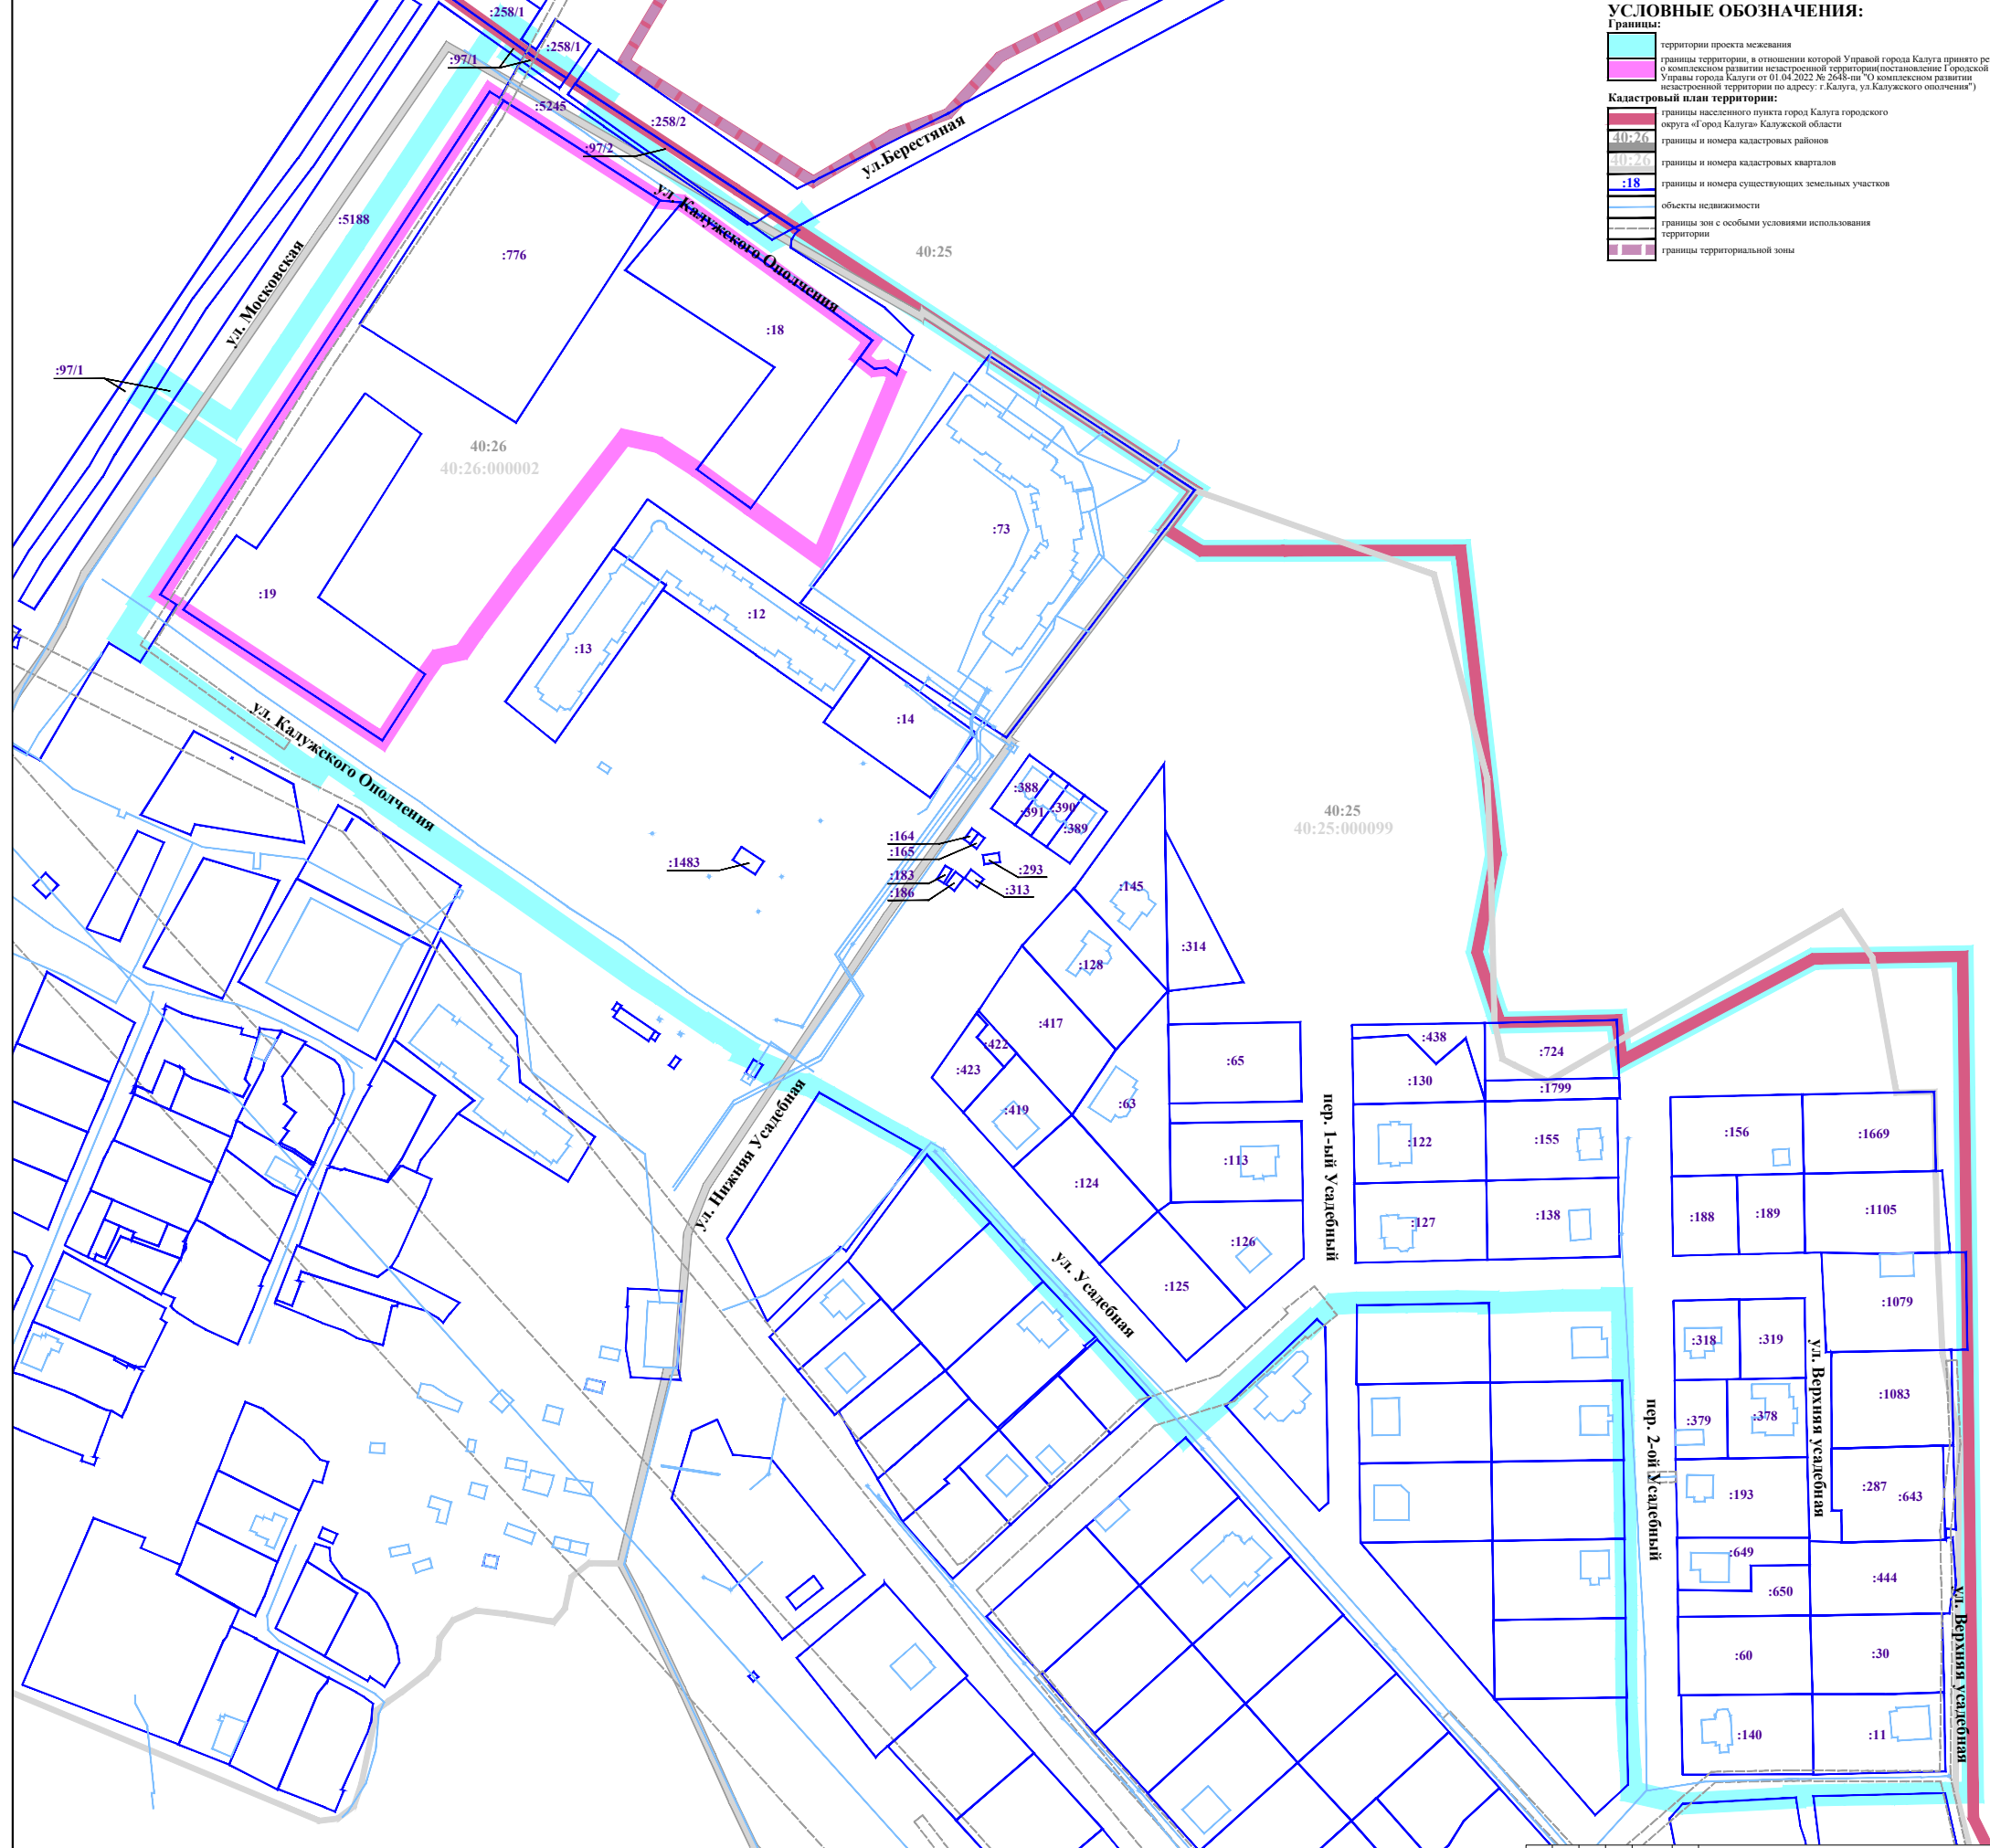 УСЛОВНЫЕ ОБОЗНАЧЕНИЯ:
Границы:
территории проекта межевания
границы территории, в отношении которой Управой города Калуга принято ре
о комплексном развитии незастроенной территории(постановление Городской
Управы города Калуги от 01.04.2022 № 2648-пи "О комплексном развитии
незастроенной территории по адресу: г.Калуга, ул.Калужского ополчения")
Кадастровый план территории:
границы населенного пункта город Калуга городского
округа «Город Калуга» Калужской области
40:26
границы и номера кадастровых районов
40:26
границы и номера кадастровых кварталов
:18
границы и номера существующих земельных участков
объекты недвижимости
границы зон с особыми условиями использования
территории
границы территориальной зоны
:258/1
:258/1
:97/1
:5245
:258/2
:97/2
ул.Берестяная
ул. Калужского Ополчения
:5188
:776
40:25
ул. Московская
:18
:97/1
40:26
40:26:000002
:73
:19
:12
:13
:14
ул. Калужского Ополчения
:388
:390
:391
:389
40:25
40:25:000099
:164
:165
:1483
:293
:183
:186
:313
:145
:314
:128
:417
:422
:423
:419
:63
:65
:438
:724
:130
:1799
:113
:122
:155
:156
:1669
ул. Нижняя Усадебная
:124
пер. 1-ый Усадебный
:127
:138
:188
:189
:1105
:126
:125
ул. Усадебная
:1079
:318
:319
:1083
:379
:378
ул. Верхняя усадебная
пер. 2-ой Усадебный
:193
:287
:643
:649
:650
:444
:60
:30
ул. Верхняя усадебная
:140
:11